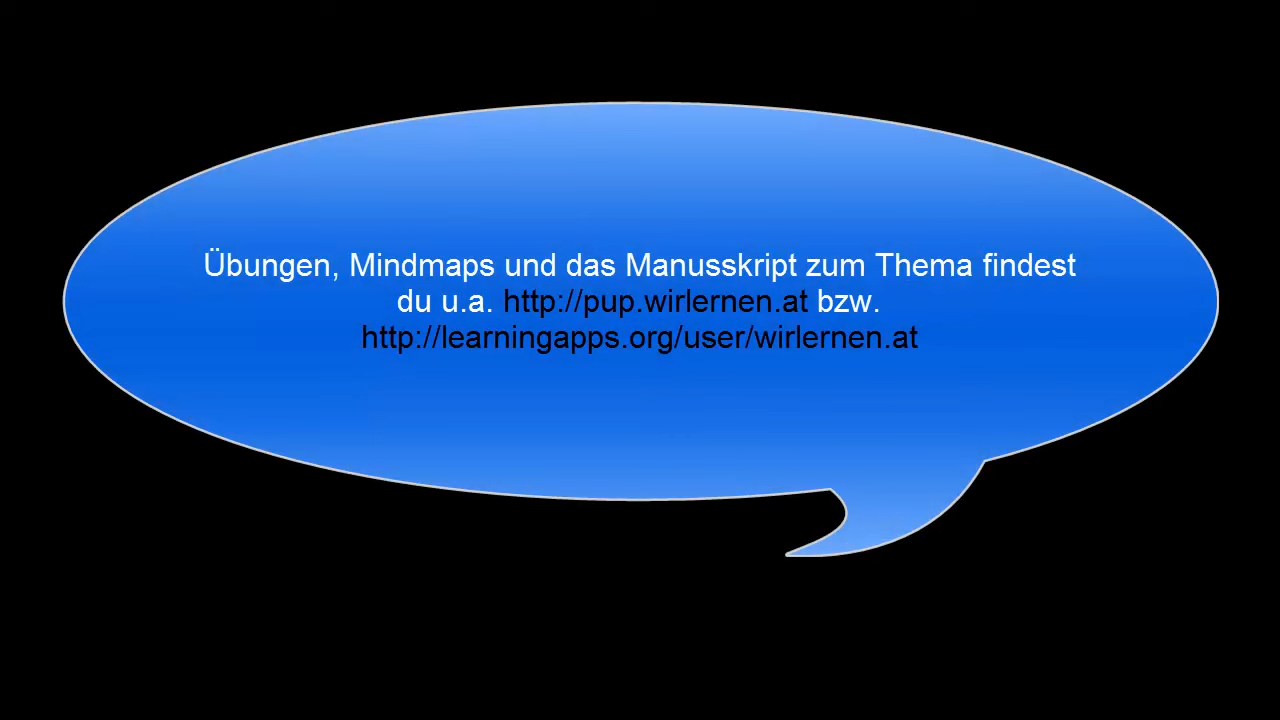 Übungen, Mindmaps und das Manusskript zum Thema findest
du u.a. http://pup.wirlernen.at bzw.
http://learningapps.org/user/wirlernen.at